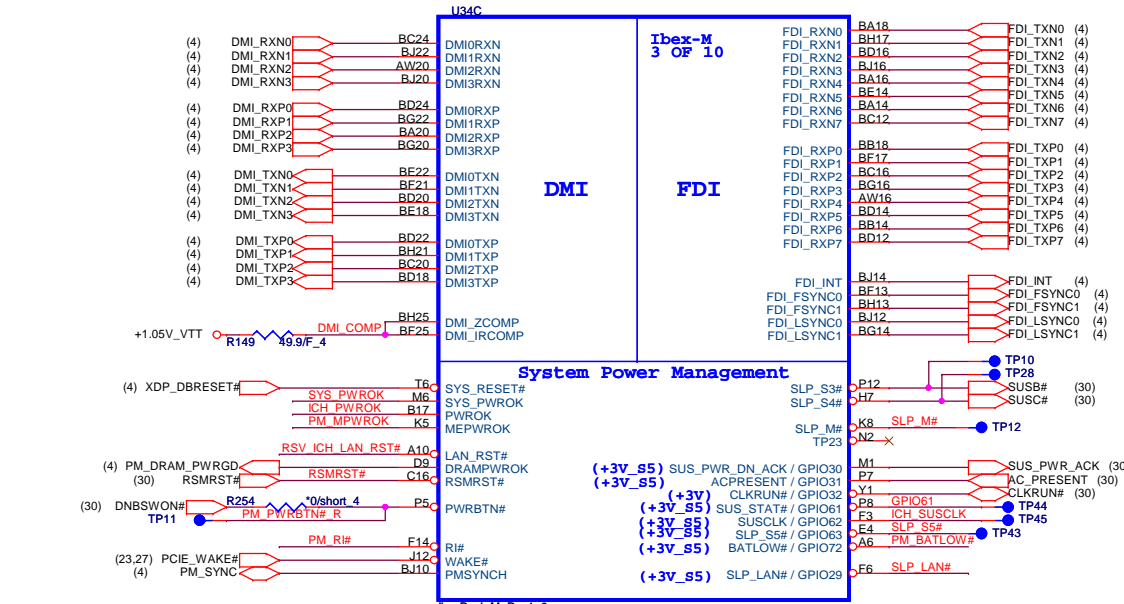 U34C
Ibex-M
3 OF 10
DMI
FDI
(4) DMI_RXN0 BC24 DMI0RXN
(4) DMI_RXN1 BJ22 DMI1RXN
(4) DMI_RXN2 AW20 DMI2RXN
(4) DMI_RXN3 BJ20 DMI3RXN
(4) DMI_RXP0 BD24 DMI0RXP
(4) DMI_RXP1 BG22 DMI1RXP
(4) DMI_RXP2 BA20 DMI2RXP
(4) DMI_RXP3 BG20 DMI3RXP
(4) DMI_TXN0 BE22 DMI0TXN
(4) DMI_TXN1 BF21 DMI1TXN
(4) DMI_TXN2 BD20 DMI2TXN
(4) DMI_TXN3 BE18 DMI3TXN
(4) DMI_TXP0 BD22 DMI0TXP
(4) DMI_TXP1 BH21 DMI1TXP
(4) DMI_TXP2 BC20 DMI2TXP
(4) DMI_TXP3 BD18 DMI3TXP
BH25 DMI_ZCOMP
+1.05V_VTT R149 49.9/F_4 DMI_COMP BF25 DMI_IRCOMP
FDI_RXN0 BA18 FDI_TXN0 (4)
FDI_RXN1 BH17 FDI_TXN1 (4)
FDI_RXN2 BD16 FDI_TXN2 (4)
FDI_RXN3 BJ16 FDI_TXN3 (4)
FDI_RXN4 BA16 FDI_TXN4 (4)
FDI_RXN5 BE14 FDI_TXN5 (4)
FDI_RXN6 BA14 FDI_TXN6 (4)
FDI_RXN7 BC12 FDI_TXN7 (4)
FDI_RXP0 BB18 FDI_TXP0 (4)
FDI_RXP1 BF17 FDI_TXP1 (4)
FDI_RXP2 BC16 FDI_TXP2 (4)
FDI_RXP3 BG16 FDI_TXP3 (4)
FDI_RXP4 AW16 FDI_TXP4 (4)
FDI_RXP5 BD14 FDI_TXP5 (4)
FDI_RXP6 BB14 FDI_TXP6 (4)
FDI_RXP7 BD12 FDI_TXP7 (4)
FDI_INT BJ14 FDI_INT (4)
FDI_FSYNC0 BF13 FDI_FSYNC0 (4)
FDI_FSYNC1 BH13 FDI_FSYNC1 (4)
FDI_LSYNC0 BJ12 FDI_LSYNC0 (4)
FDI_LSYNC1 BG14 FDI_LSYNC1 (4)
System Power Management
(4) XDP_DBRESET# T6 SYS_RESET#
SYS_PWROK M6 SYS_PWROK
ICH_PWROK B17 PWROK
PM_MPWROK K5 MEPWROK
RSV_ICH_LAN_RST# A10 LAN_RST#
(4) PM_DRAM_PWRGD D9 DRAMPWROK
(30) RSMRST# RSMRST# C16 RSMRST#
(30) DNBSWON# R254 *0/short_4 P5 PWRBTN#
TP11 PM_PWRBTN#_R
PM_RI# F14 RI#
(23,27) PCIE_WAKE# J12 WAKE#
(4) PM_SYNC BJ10 PMSYNCH
TP10
TP28
SLP_S3# P12 SUSB# (30)
SLP_S4# H7 SUSC# (30)
SLP_M# K8 SLP_M# TP12
TP23 N2
(+3V_S5) SUS_PWR_DN_ACK / GPIO30 M1 SUS_PWR_ACK (30
(+3V_S5) ACPRESENT / GPIO31 P7 AC_PRESENT (30)
(+3V) CLKRUN# / GPIO32 Y1 CLKRUN# (30)
(+3V_S5) SUS_STAT# / GPIO61 P8 GPIO61 TP44
(+3V_S5) SUSCLK / GPIO62 F3 ICH_SUSCLK TP45
(+3V_S5) SLP_S5# / GPIO63 E4 SLP_S5# TP43
(+3V_S5) BATLOW# / GPIO72 A6 PM_BATLOW#
(+3V_S5) SLP_LAN# / GPIO29 F6 SLP_LAN#